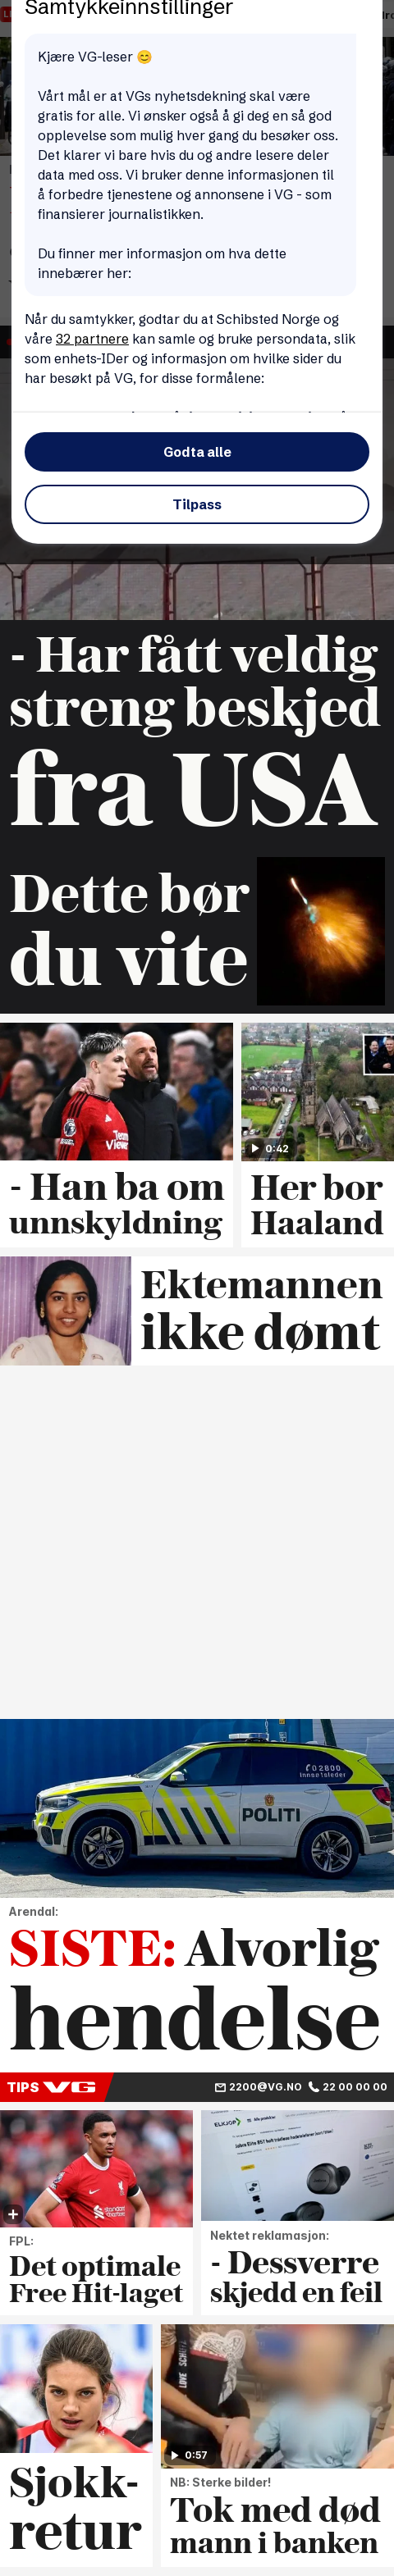 Samtykkeinnstillinger
Kjære VG-leser 😊
Vårt mål er at VGs nyhetsdekning skal være
gratis for alle. Vi ønsker også å gi deg en så god
opplevelse som mulig hver gang du besøker oss.
Det klarer vi bare hvis du og andre lesere deler
data med oss. Vi bruker denne informasjonen til
å forbedre tjenestene og annonsene i VG - som
finansierer journalistikken.
Du finner mer informasjon om hva dette
innebærer her:
Når du samtykker, godtar du at Schibsted Norge og
våre 32 partnere kan samle og bruke persondata, slik
som enhets-IDer og informasjon om hvilke sider du
har besøkt på VG, for disse formålene:
Godta alle
Tilpass
- Har fått veldig
streng beskjed
fra USA
Dette bør
du vite
TeamViewer
- Han ba om
unnskyldning
0:42
Her bor
Haaland
Ektemannen
ikke dømt
02800
Innsatsleder
POLITI
Arendal:
SISTE: Alvorlig
hendelse
TIPS VG
2200@VG.NO 22 00 00 00
standard
chartered
FPL:
Det optimale
Free Hit-laget
ELKJØP
Alle produkter
Nektet reklamasjon:
- Dessverre
skjedd en feil
Sjokk-
retur
LOVE
0:57
NB: Sterke bilder!
Tok med død
mann i banken